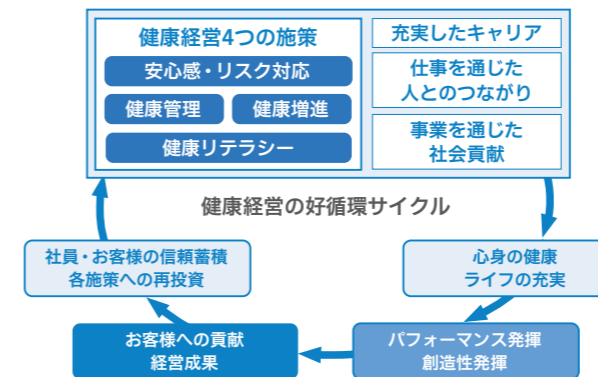 健康経営4つの施策
安心感・リスク対応
健康管理
健康増進
健康リテラシー
充実したキャリア
仕事を通じた
人とのつながり
事業を通じた
社会貢献
健康経営の好循環サイクル
心身の健康
ライフの充実
パフォーマンス発揮
創造性発揮
お客様への貢献
経営成果
社員・お客様の信頼蓄積
各施策への再投資